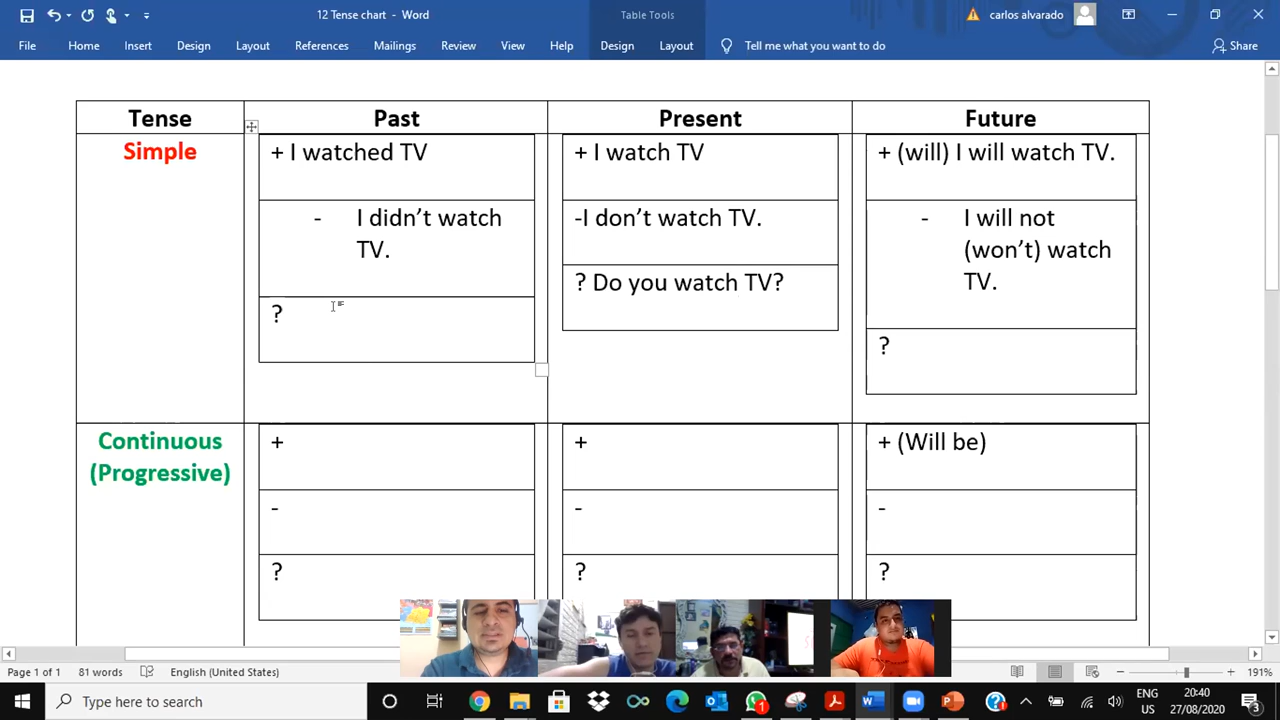 12 Tense chart - Word
Table Tools
carlos alvarado
File Home Insert Design Layout References Mailings Review View Help Design Layout Tell me what you want to do Share
Tense Past Present Future
Simple
+ I watched TV
- I didn’t watch
TV.
?
+ I watch TV
-I don’t watch TV.
? Do you watch TV?
+ (will) I will watch TV.
- I will not
(won’t) watch
TV.
?
Continuous
(Progressive)
+
-
?
+
-
?
+ (Will be)
-
?
Page 1 of 1 81 words English (United States) 191%
Type here to search
1
ENG
US
20:40
27/08/2020
3